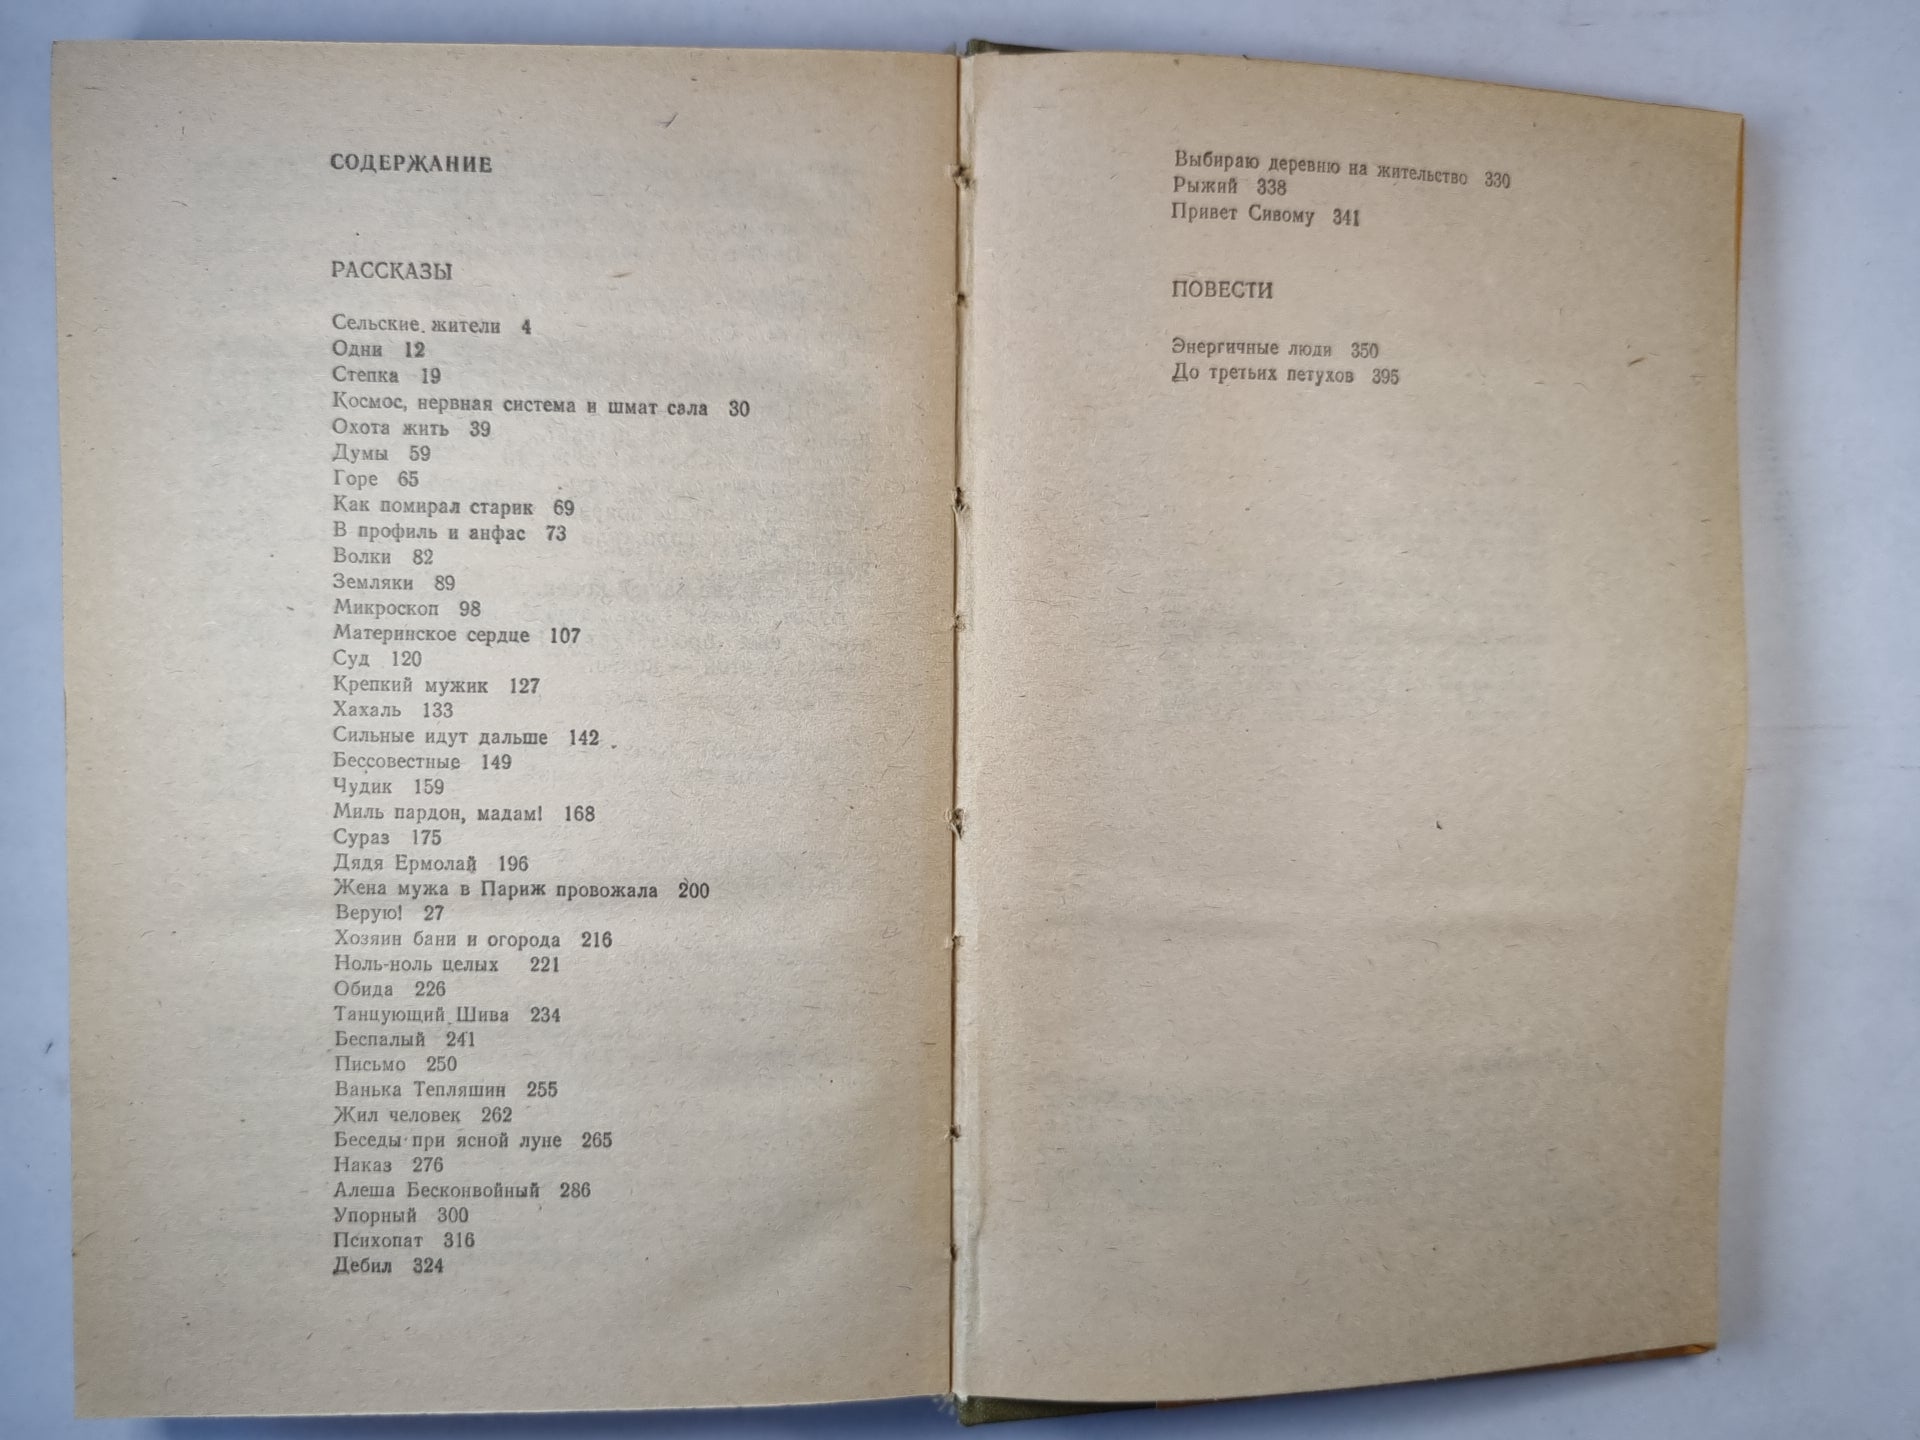 СОДЕРЖАНИЕ
РАССКАЗЫ
Сельские жители 4
Одни 12
Степка 19
Космос, нервная система и шмат сала 30
Охота жить 39
Думы 59
Горе 65
Как помирал старик 69
В профиль и анфас 73
Волки 82
Земляки 89
Микроскоп 98
Материнское сердце 107
Суд 120
Крепкий мужик 127
Хахаль 133
Сильные идут дальше 142
Бессовестные 149
Чудик 159
Миль пардон, мадам! 168
Сураз 175
Дядя Ермолай 196
Жена мужа в Париж провожала 200
Верую! 27
Хозяин бани и огорода 216
Ноль-ноль целых 221
Обида 226
Танцующий Шива 234
Беспалый 241
Письмо 250
Ванька Тепляшин 255
Жил человек 262
Беседы при ясной луне 265
Наказ 276
Алеша Бесконвойный 286
Упорный 300
Психопат 316
Дебил 324
Выбираю деревню на жительство 330
Рыжий 338
Привет Сивому 341
ПОВЕСТИ
Энергичные люди 350
До третьих петухов 395